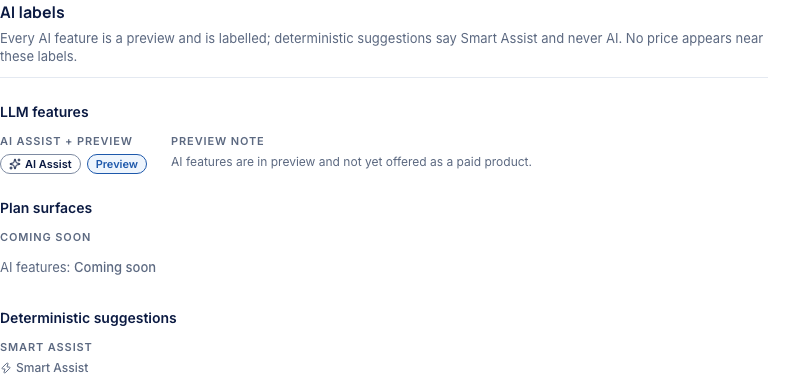 AI labels
Every AI feature is a preview and is labelled; deterministic suggestions say Smart Assist and never AI. No price appears near
these labels.
LLM features
AI ASSIST + PREVIEW
PREVIEW NOTE
AI Assist
Preview
AI features are in preview and not yet offered as a paid product.
Plan surfaces
COMING SOON
AI features: Coming soon
Deterministic suggestions
SMART ASSIST
Smart Assist